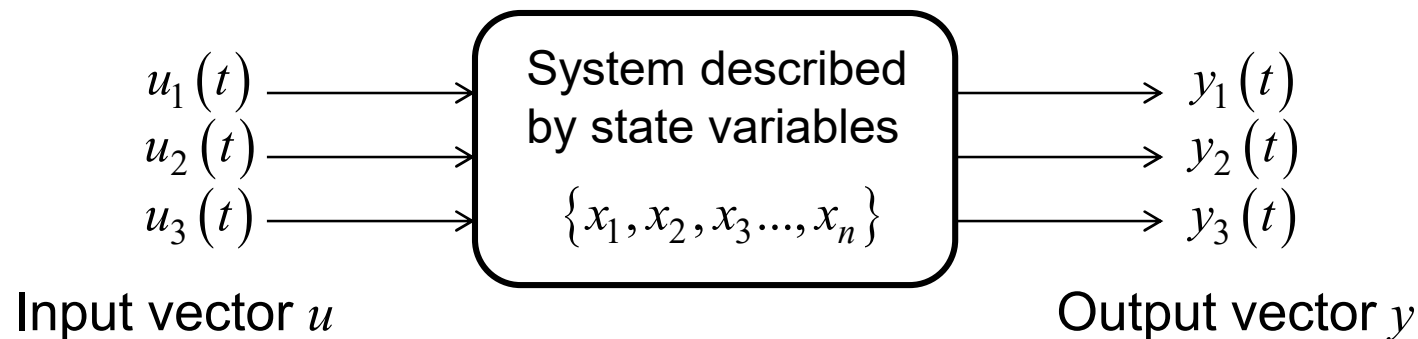 u₁(t)
u₂(t)
u₃(t)
Input vector u
System described
by state variables
{x₁, x₂, x₃..., xₙ}
y₁(t)
y₂(t)
y₃(t)
Output vector y